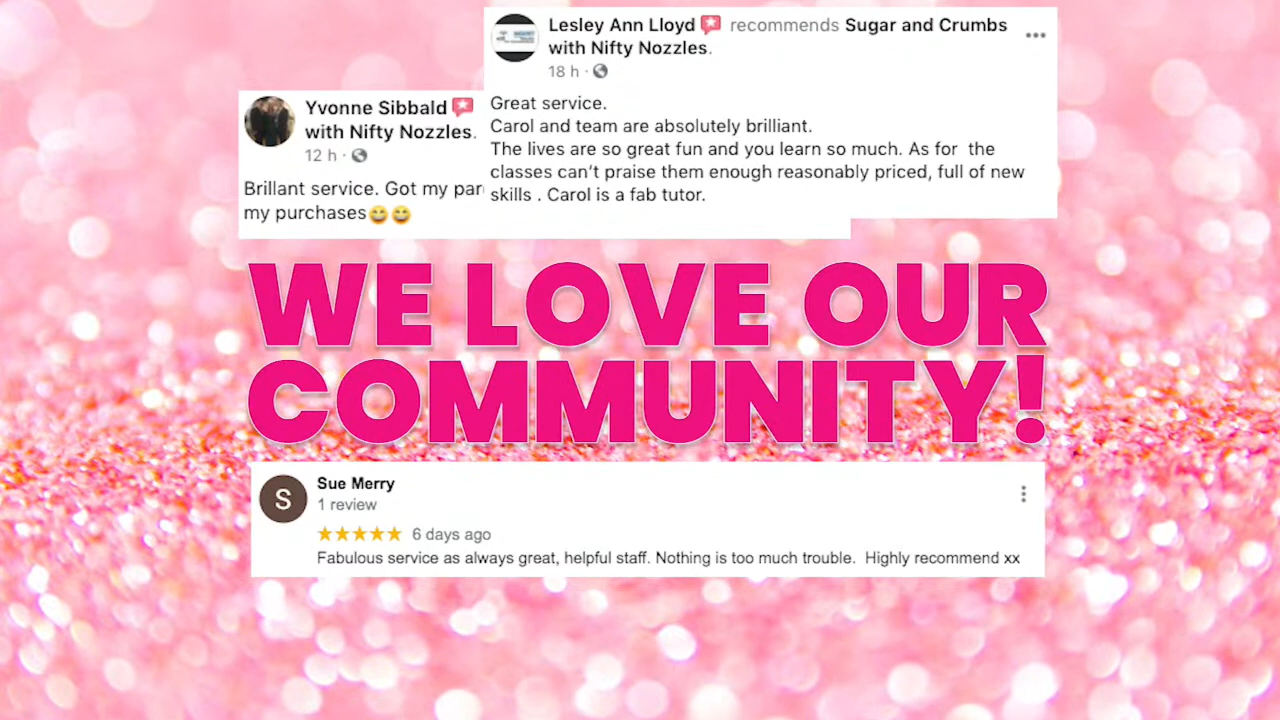 Lesley Ann Lloyd recommends Sugar and Crumbs
with Nifty Nozzles.
18 h ·
Great service.
Carol and team are absolutely brilliant.
The lives are so great fun and you learn so much. As for the
classes can't praise them enough reasonably priced, full of new
skills . Carol is a fab tutor.
Yvonne Sibbald
with Nifty Nozzles.
12 h ·
Brillant service. Got my
my purchases
WE LOVE OUR
COMMUNITY!
S
Sue Merry
1 review
6 days ago
Fabulous service as always great, helpful staff. Nothing is too much trouble. Highly recommend xx